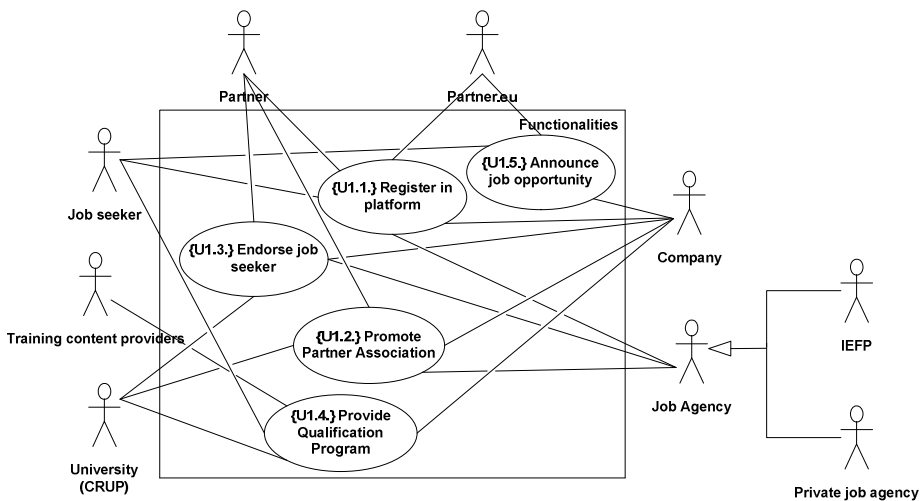 Partner
Partner.eu
Functionalities
{U1.5.} Announce
job opportunity
{U1.1.} Register in
platform
Job seeker
{U1.3.} Endorse job
seeker
Company
Training content providers
{U1.2.} Promote
Partner Association
IEFP
Job Agency
{U1.4.} Provide
Qualification
Program
University
(CRUP)
Private job agency